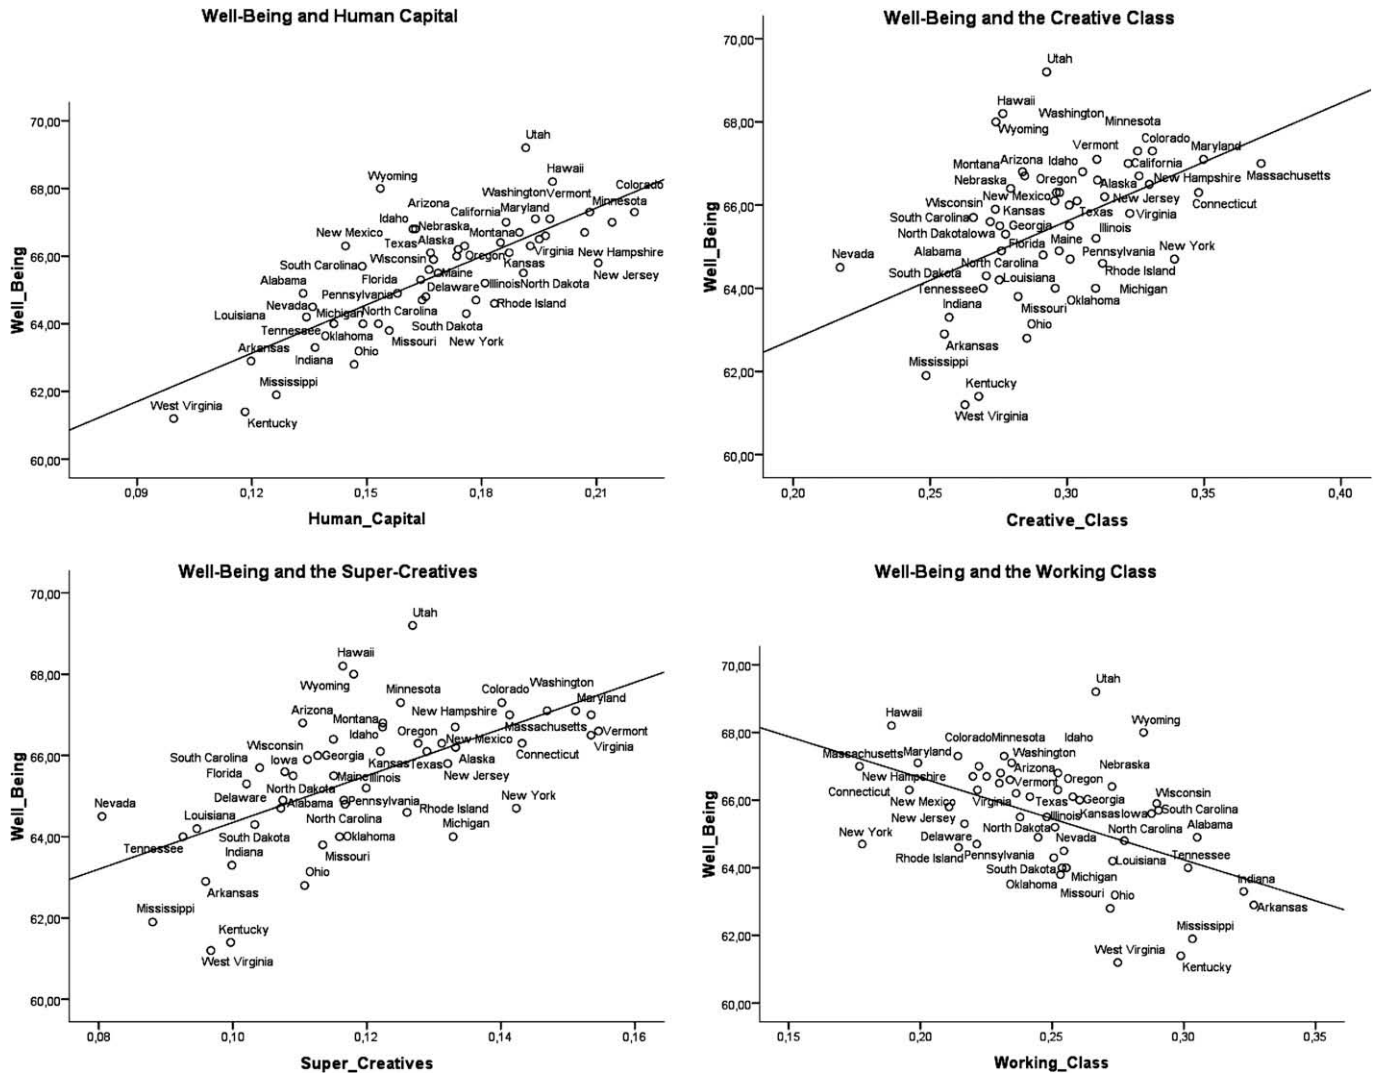 Well-Being and Human Capital
70,00
Utah
Hawaii
Wyoming
68,00
Colorado
Washington Vermont
Arizona
Minnesota
California Maryland
Idaho Nebraska
New Mexico
Montana
Texas Alaska
66,00
Wisconsin
Oregon
Virginia New Hampshire
South Carolina
Kansas
Maine
New Jersey
Alabama
Florida
Delaware
Illinois North Dakota
Pennsylvania
Nevada
Rhode Island
Louisiana
Michigan North Carolina
64,00
Tennessee
South Dakota
Oklahoma
Missouri
New York
Arkansas
Indiana
Ohio
Mississippi
62,00
West Virginia
Kentucky
60,00
Well_Being
0,09 0,12 0,15 0,18 0,21
Human_Capital
Well-Being and the Creative Class
70,00
Utah
Hawaii
Washington
Minnesota
68,00
Wyoming
Colorado
Vermont
Maryland
Montana Arizona Idaho
California
Nebraska
Oregon
Alaska New Hampshire
Massachusetts
New Mexico
New Jersey
Wisconsin
Connecticut
66,00
South Carolina
Kansas
Texas
Virginia
Georgia
Illinois
North Dakota Iowa
Maine
Florida
New York
Nevada
Alabama
Pennsylvania
North Carolina
Rhode Island
South Dakota
Louisiana
64,00
Tennessee
Michigan
Indiana
Missouri
Oklahoma
Ohio
Arkansas
Mississippi
62,00
Kentucky
West Virginia
60,00
Well_Being
0,20 0,25 0,30 0,35 0,40
Creative_Class
Well-Being and the Super-Creatives
70,00
Utah
Hawaii
68,00
Wyoming
Minnesota
Colorado
Washington
Maryland
Arizona
Montana
New Hampshire
Massachusetts
Idaho
Oregon
Vermont
66,00
Wisconsin
New Mexico
South Carolina
Iowa
Georgia
Connecticut
Virginia
Kansas Texas
Alaska
Florida
Maine Illinois
New Jersey
North Dakota
Nevada
Delaware
Alabama
Pennsylvania
New York
Louisiana
North Carolina
Rhode Island
64,00
Tennessee
South Dakota
Oklahoma
Michigan
Indiana
Missouri
Ohio
Arkansas
Mississippi
62,00
Kentucky
West Virginia
60,00
Well_Being
0,08 0,10 0,12 0,14 0,16
Super_Creatives
Well-Being and the Working Class
70,00
Utah
Hawaii
Wyoming
68,00
Colorado Minnesota Idaho
Massachusetts Maryland
Washington
Arizona
Nebraska
New Hampshire
Vermont
Oregon
Connecticut
66,00
New Mexico
Virginia
Texas
Georgia
Wisconsin
South Carolina
New Jersey
Illinois
Kansas Iowa
New York
Delaware
North Dakota
Nevada
North Carolina
Alabama
Rhode Island
Pennsylvania
Louisiana
Tennessee
64,00
South Dakota
Michigan
Oklahoma
Missouri
Ohio
Indiana
Arkansas
Mississippi
62,00
West Virginia
Kentucky
60,00
Well_Being
0,15 0,20 0,25 0,30 0,35
Working_Class